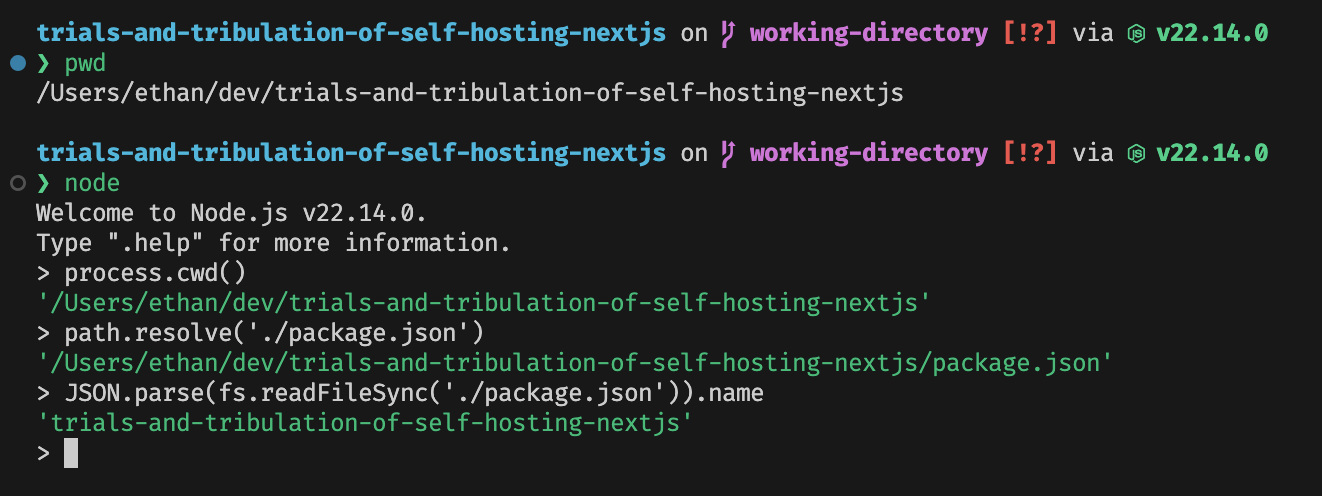 trials-and-tribulation-of-self-hosting-nextjs on working-directory [!?] via v22.14.0
❯ pwd
/Users/ethan/dev/trials-and-tribulation-of-self-hosting-nextjs
trials-and-tribulation-of-self-hosting-nextjs on working-directory [!?] via v22.14.0
❯ node
Welcome to Node.js v22.14.0.
Type ".help" for more information.
> process.cwd()
'/Users/ethan/dev/trials-and-tribulation-of-self-hosting-nextjs'
> path.resolve('./package.json')
'/Users/ethan/dev/trials-and-tribulation-of-self-hosting-nextjs/package.json'
> JSON.parse(fs.readFileSync('./package.json')).name
'trials-and-tribulation-of-self-hosting-nextjs'
>